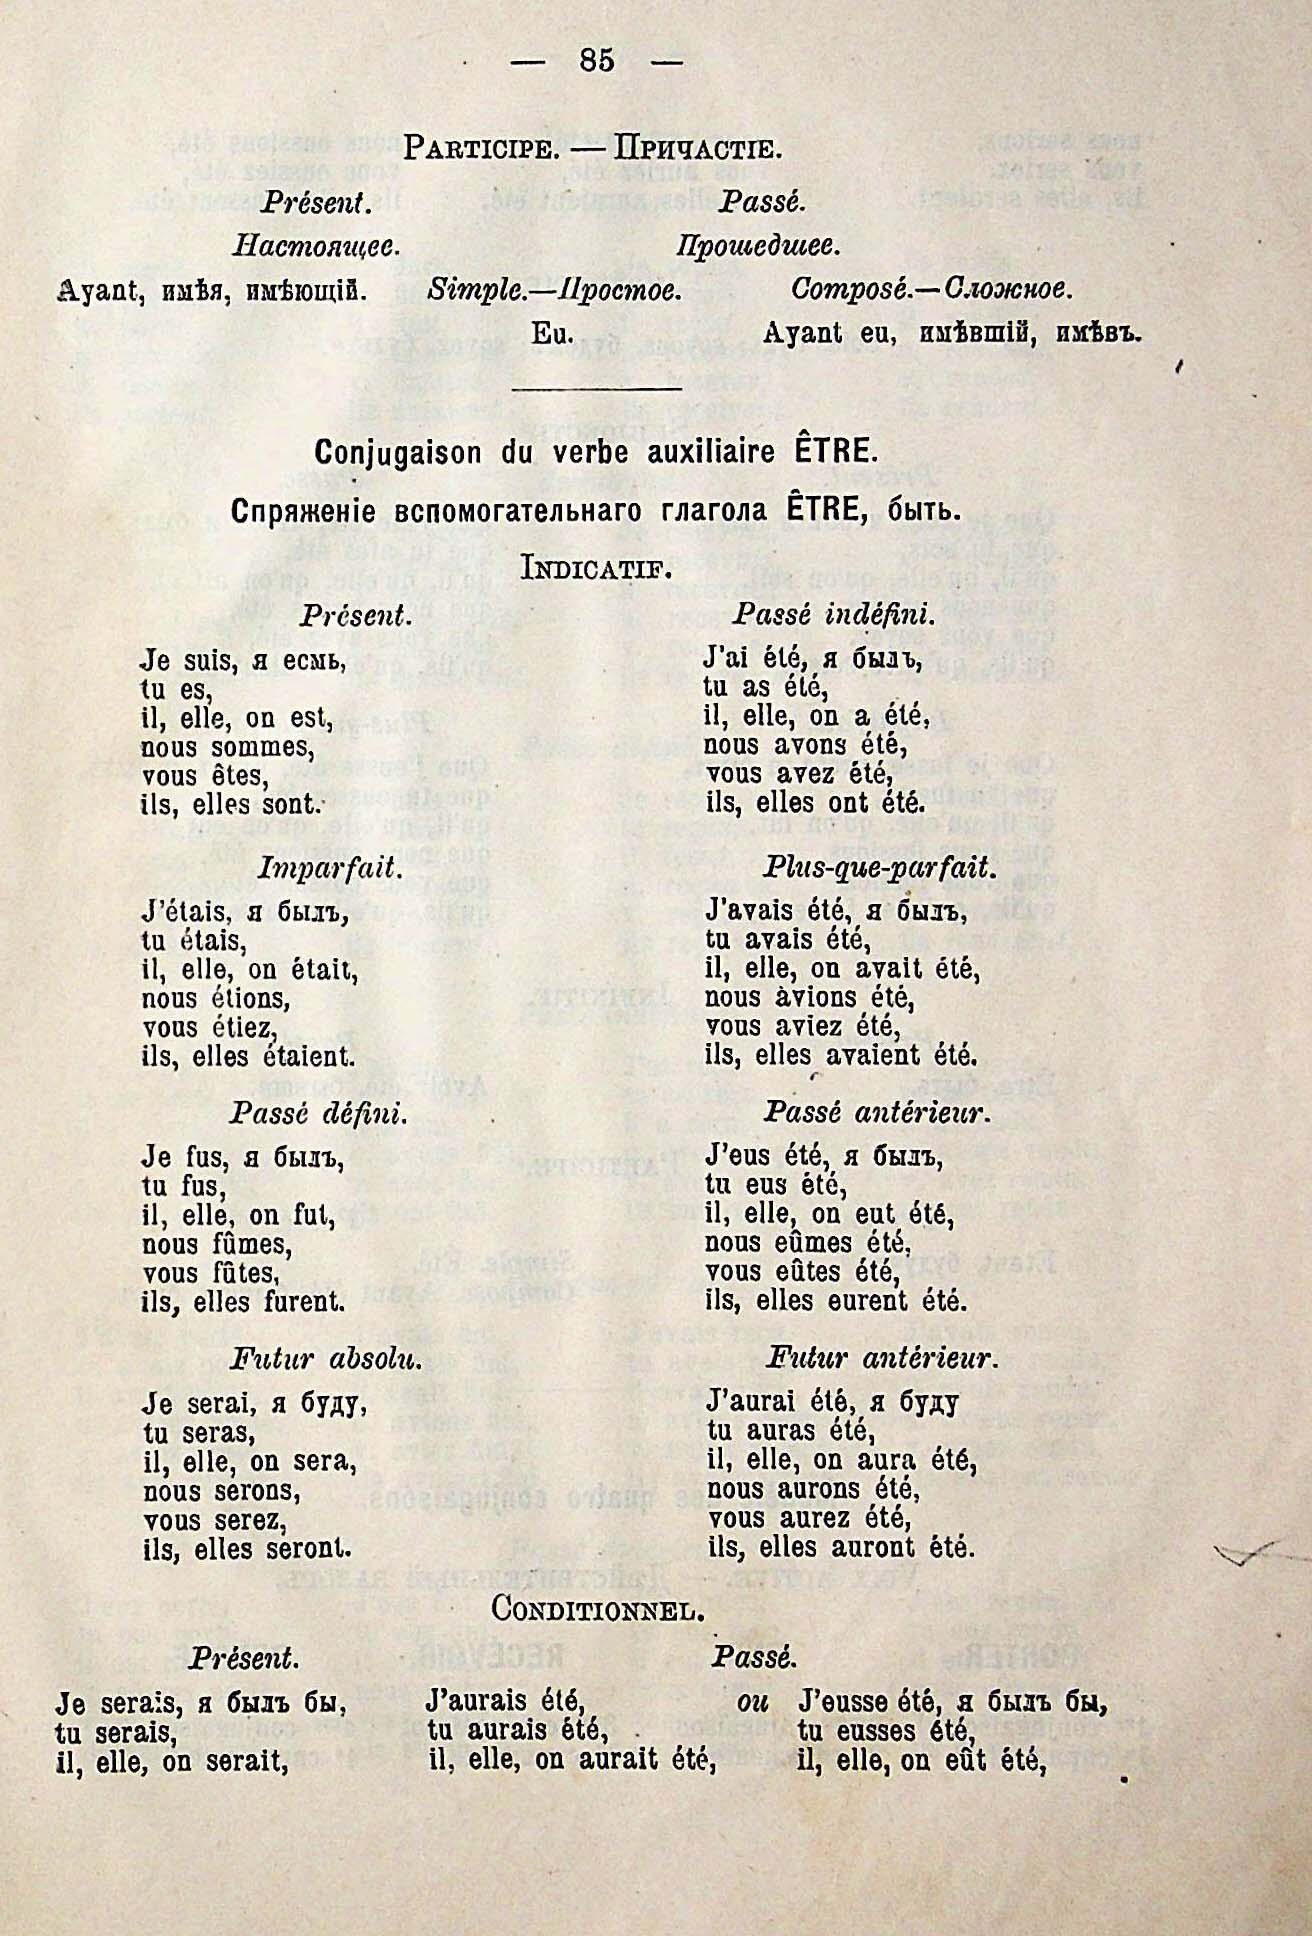 — 85 —
Participe. — Причастіе.
Présent. Passé.
Настоящее. Прошедшее.
Ayant, имѣя, имѣющій. Simple.—Простое. Composé.—Сложное.
Eu. Ayant eu, имѣвшій, имѣвъ.
Conjugaison du verbe auxiliaire ÊTRE.
Спряженіе вспомогательнаго глагола ÊTRE, быть.
Indicatif.
Présent.
Je suis, я есмь,
tu es,
il, elle, on est,
nous sommes,
vous êtes,
ils, elles sont.
Passé indéfini.
J'ai été, я былъ,
tu as été,
il, elle, on a été,
nous avons été,
vous avez été,
ils, elles ont été.
Imparfait.
J'étais, я былъ,
tu étais,
il, elle, on était,
nous étions,
vous étiez,
ils, elles étaient.
Plus-que-parfait.
J'avais été, я былъ,
tu avais été,
il, elle, on avait été,
nous avions été,
vous aviez été,
ils, elles avaient été.
Passé défini.
Je fus, я былъ,
tu fus,
il, elle, on fut,
nous fûmes,
vous fûtes,
ils, elles furent.
Passé antérieur.
J'eus été, я былъ,
tu eus été,
il, elle, on eut été,
nous eûmes été,
vous eûtes été,
ils, elles eurent été.
Futur absolu.
Je serai, я буду,
tu seras,
il, elle, on sera,
nous serons,
vous serez,
ils, elles seront.
Futur antérieur.
J'aurai été, я буду
tu auras été,
il, elle, on aura été,
nous aurons été,
vous aurez été,
ils, elles auront été.
Conditionnel.
Présent. Passé.
Je serais, я былъ бы, J'aurais été, ou J'eusse été, я былъ бы,
tu serais, tu aurais été, tu eusses été,
il, elle, on serait, il, elle, on aurait été, il, elle, on eût été,